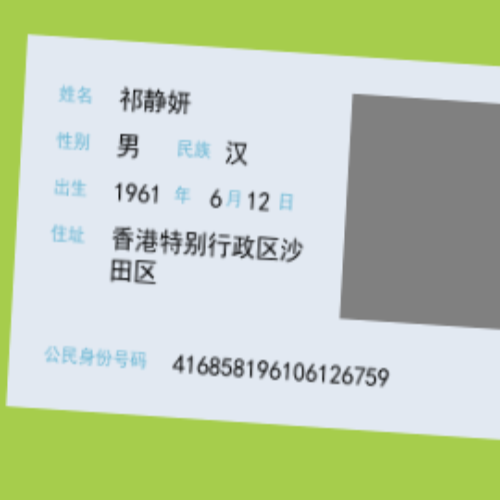 姓名 祁静妍
性别 男 民族 汉
出生 1961 年 6 月 12 日
住址 香港特别行政区沙
田区
公民身份号码 416858196106126759